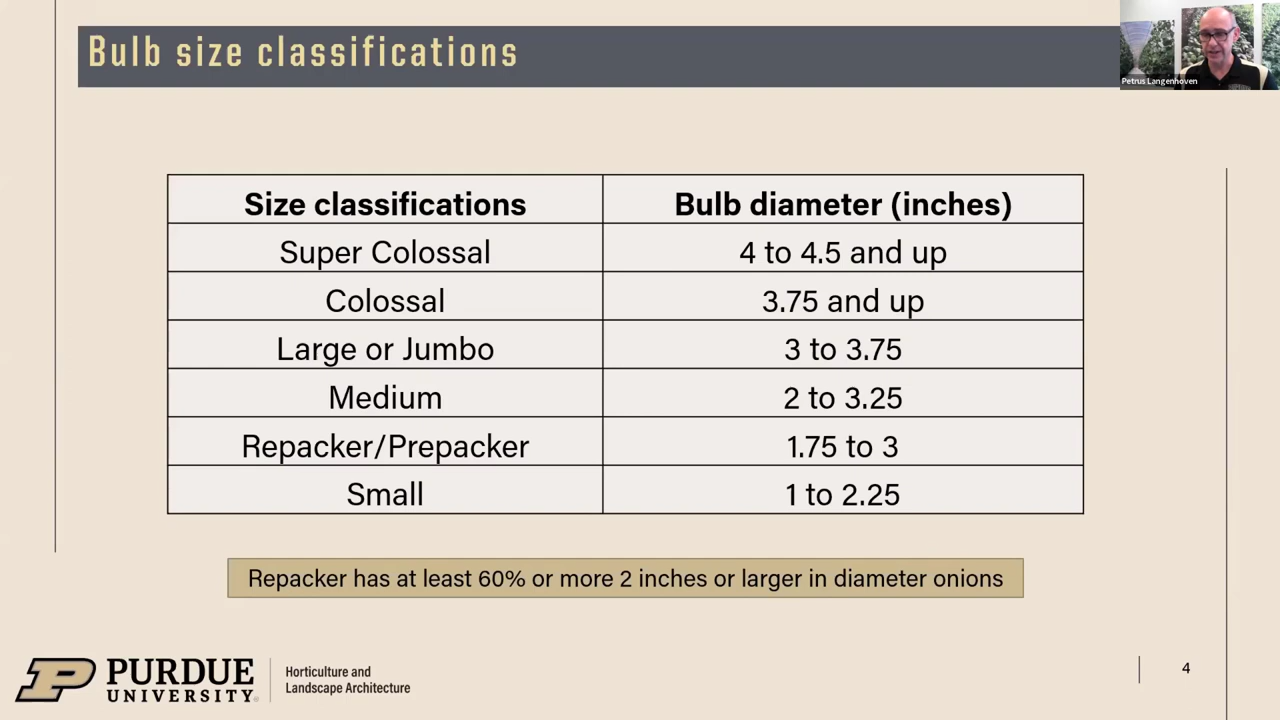 Bulb size classifications
Petrus Langenhoven
Size classifications Bulb diameter (inches)
Super Colossal 4 to 4.5 and up
Colossal 3.75 and up
Large or Jumbo 3 to 3.75
Medium 2 to 3.25
Repacker/Prepacker 1.75 to 3
Small 1 to 2.25
Repacker has at least 60% or more 2 inches or larger in diameter onions
P PURDUE UNIVERSITY®
Horticulture and
Landscape Architecture
4